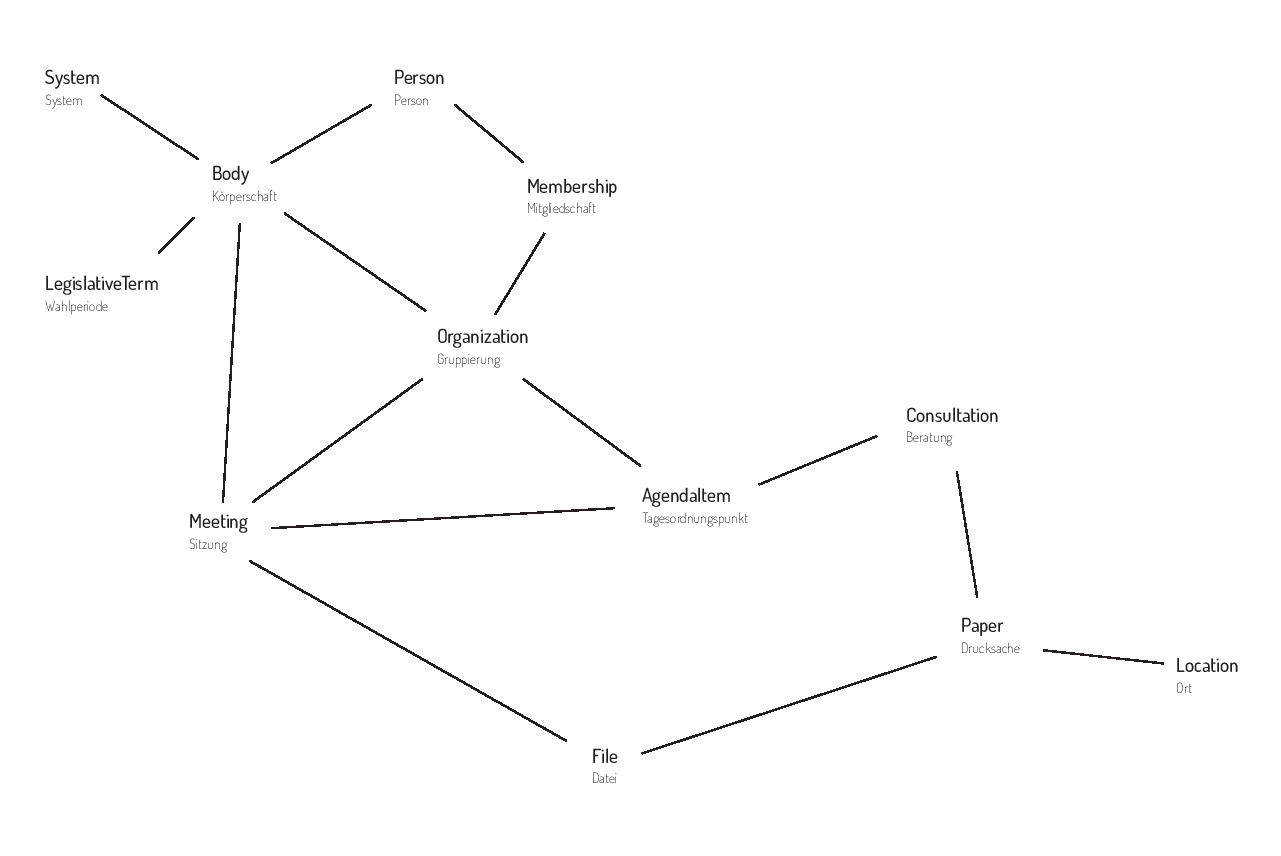 System
System
Person
Person
Body
Körperschaft
Membership
Mitgliedschaft
LegislativeTerm
Wahlperiode
Organization
Gruppierung
Consultation
Beratung
AgendaItem
Tagesordnungspunkt
Meeting
Sitzung
Paper
Drucksache
Location
Ort
File
Datei